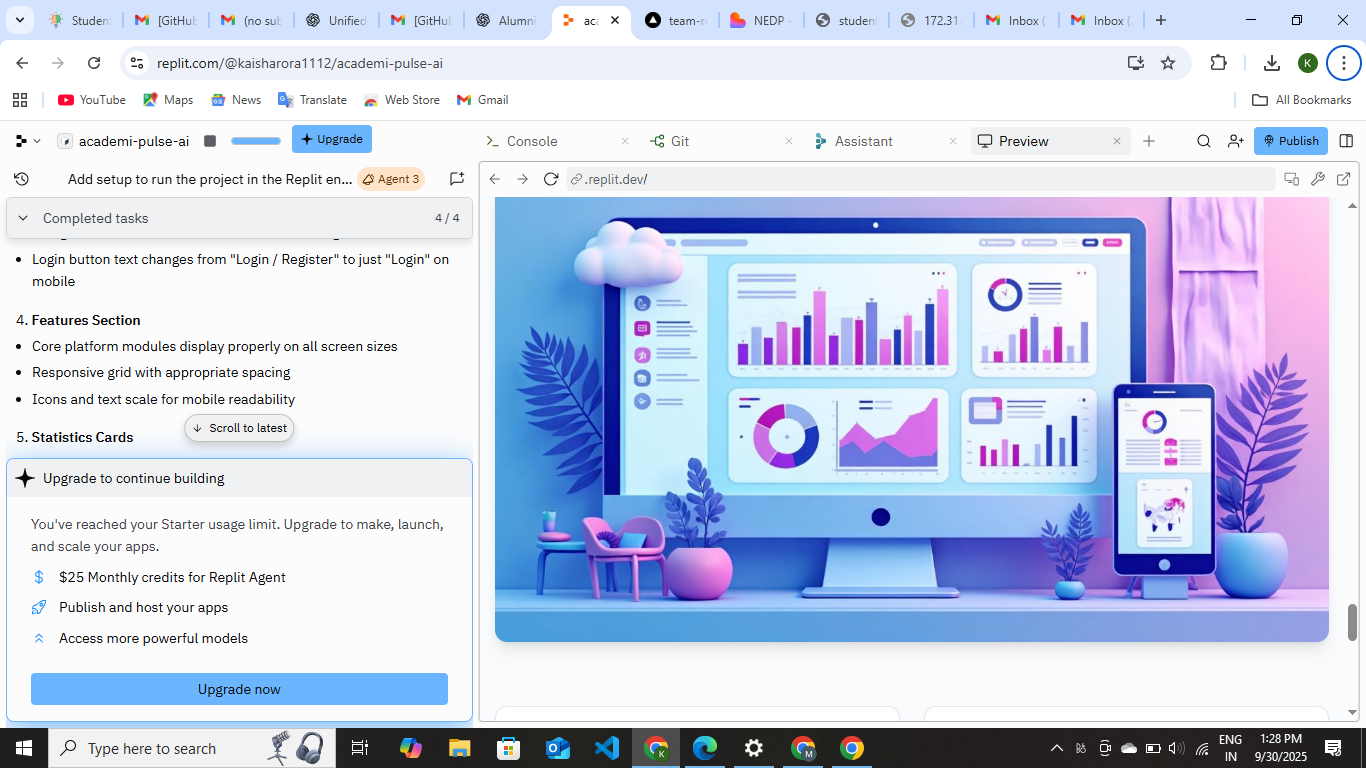 Student
[GitHub
(no sub
Unified
[GitHub
Alumni
aca
team-re
NEDP -
student
172.31.
Inbox (
Inbox (
replit.com/@kaisharora1112/academi-pulse-ai
K
YouTube
Maps
News
Translate
Web Store
Gmail
All Bookmarks
academi-pulse-ai
Upgrade
Console
Git
Assistant
Preview
Publish
Add setup to run the project in the Replit en...
Agent 3
.replit.dev/
Completed tasks
4 / 4
Login button text changes from "Login / Register" to just "Login" on
mobile
4. Features Section
Core platform modules display properly on all screen sizes
Responsive grid with appropriate spacing
Icons and text scale for mobile readability
Scroll to latest
5. Statistics Cards
Upgrade to continue building
You've reached your Starter usage limit. Upgrade to make, launch,
and scale your apps.
$25 Monthly credits for Replit Agent
Publish and host your apps
Access more powerful models
Upgrade now
Type here to search
K
M
ENG
IN
1:28 PM
9/30/2025